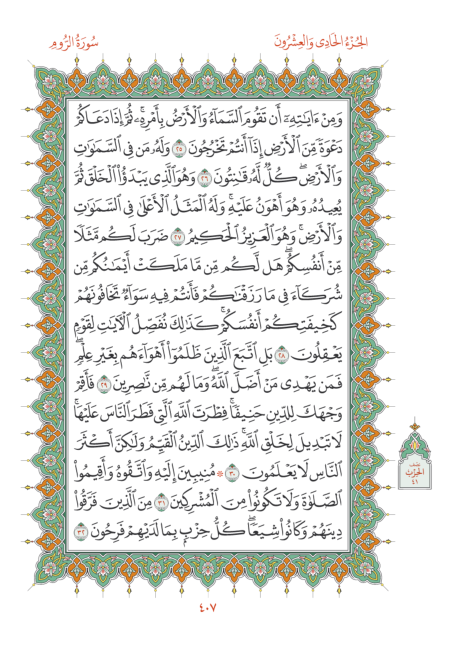 الجُزْءُ الحَادِى وَالعِشْرُونَ
سُورَةُ الرُّومِ
وَمِنْ ءَايَٰتِهِۦٓ أَن تَقُومَ ٱلسَّمَآءُ وَٱلْأَرْضُ بِأَمْرِهِۦۚ ثُمَّ إِذَا دَعَاكُمْ
دَعْوَةً مِّنَ ٱلْأَرْضِ إِذَآ أَنتُمْ تَخْرُجُونَ ٢٥ وَلَهُۥ مَن فِى ٱلسَّمَٰوَٰتِ
وَٱلْأَرْضِۖ كُلٌّ لَّهُۥ قَٰنِتُونَ ٢٦ وَهُوَ ٱلَّذِى يَبْدَؤُا۟ ٱلْخَلْقَ ثُمَّ
يُعِيدُهُۥ وَهُوَ أَهْوَنُ عَلَيْهِۚ وَلَهُ ٱلْمَثَلُ ٱلْأَعْلَىٰ فِى ٱلسَّمَٰوَٰتِ
وَٱلْأَرْضِۚ وَهُوَ ٱلْعَزِيزُ ٱلْحَكِيمُ ٢٧ ضَرَبَ لَكُم مَّثَلًا
مِّنْ أَنفُسِكُمْۖ هَل لَّكُم مِّن مَّا مَلَكَتْ أَيْمَٰنُكُم مِّن
شُرَكَآءَ فِى مَا رَزَقْنَٰكُمْ فَأَنتُمْ فِيهِ سَوَآءٌ تَخَافُونَهُمْ
كَخِيفَتِكُمْ أَنفُسَكُمْۚ كَذَٰلِكَ نُفَصِّلُ ٱلْءَايَٰتِ لِقَوْمٍ
يَعْقِلُونَ ٢٨ بَلِ ٱتَّبَعَ ٱلَّذِينَ ظَلَمُوٓا۟ أَهْوَآءَهُم بِغَيْرِ عِلْمٍۖ
فَمَن يَهْدِى مَنْ أَضَلَّ ٱللَّهُۖ وَمَا لَهُم مِّن نَّٰصِرِينَ ٢٩ فَأَقِمْ
وَجْهَكَ لِلدِّينِ حَنِيفًاۚ فِطْرَتَ ٱللَّهِ ٱلَّتِى فَطَرَ ٱلنَّاسَ عَلَيْهَاۚ
لَا تَبْدِيلَ لِخَلْقِ ٱللَّهِۚ ذَٰلِكَ ٱلدِّينُ ٱلْقَيِّمُ وَلَٰكِنَّ أَكْثَرَ
ٱلنَّاسِ لَا يَعْلَمُونَ ٣٠ ۞ مُنِيبِينَ إِلَيْهِ وَٱتَّقُوهُ وَأَقِيمُوا۟
ٱلصَّلَوٰةَ وَلَا تَكُونُوا۟ مِنَ ٱلْمُشْرِكِينَ ٣١ مِنَ ٱلَّذِينَ فَرَّقُوا۟
دِينَهُمْ وَكَانُوا۟ شِيَعًاۖ كُلُّ حِزْبٍۭ بِمَا لَدَيْهِمْ فَرِحُونَ ٣٢
نصف
الحزب
٤١
٤٠٧